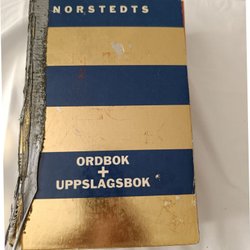 NORSTEDTS
ORDBOK
+
UPPSLAGSBOK